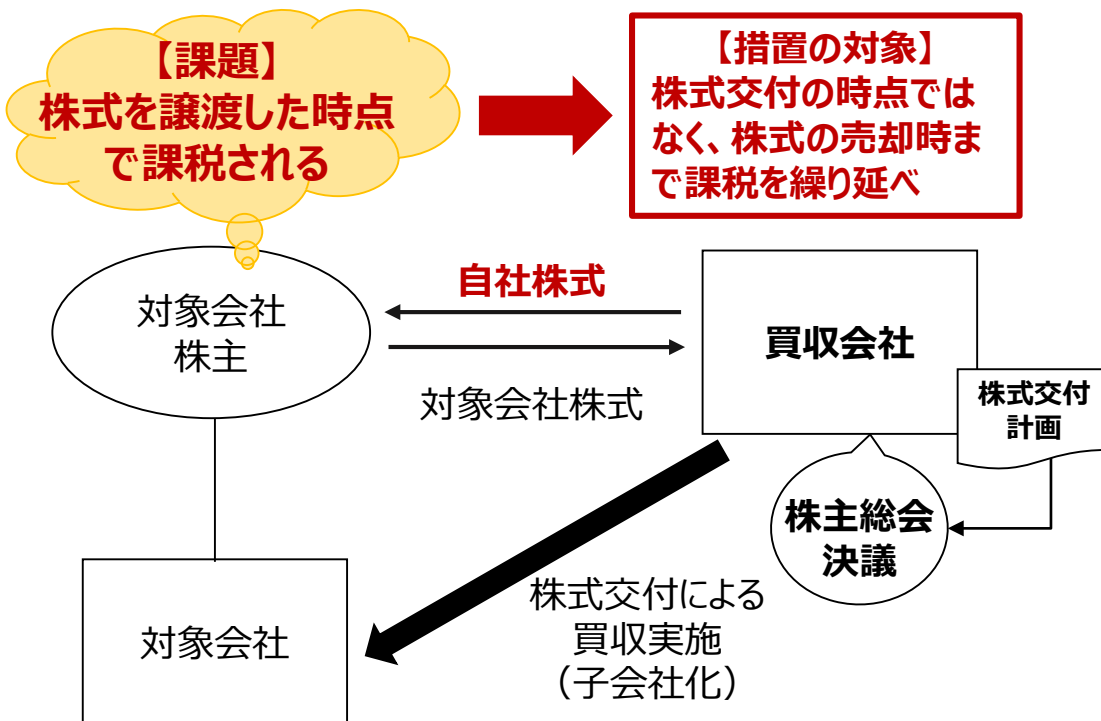 【課題】
株式を譲渡した時点
で課税される
【措置の対象】
株式交付の時点では
なく、株式の売却時ま
で課税を繰り延べ
対象会社
株主
自社株式
対象会社株式
買収会社
株式交付
計画
株主総会
決議
株式交付による
買収実施
（子会社化）
対象会社